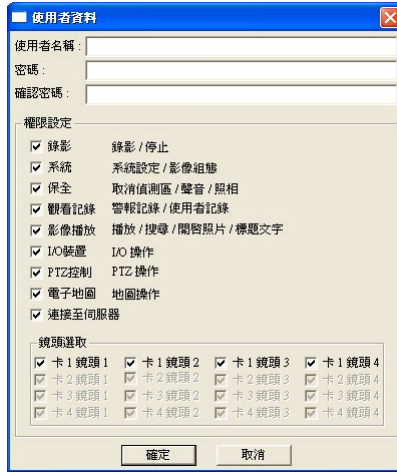 使用者資料
使用者名稱 :
密碼 :
確認密碼 :
權限設定
錄影 錄影 / 停止
系統 系統設定 / 影像組態
保全 取消偵測區 / 聲音 / 照相
觀看記錄 警報記錄 / 使用者記錄
影像播放 播放 / 搜尋 / 開啓照片 / 標題文字
I/O裝置 I/O 操作
PTZ控制 PTZ 操作
電子地圖 地圖操作
連接至伺服器
鏡頭選取
卡1鏡頭1 卡1鏡頭2 卡1鏡頭3 卡1鏡頭4
卡2鏡頭1 卡2鏡頭2 卡2鏡頭3 卡2鏡頭4
卡3鏡頭1 卡3鏡頭2 卡3鏡頭3 卡3鏡頭4
卡4鏡頭1 卡4鏡頭2 卡4鏡頭3 卡4鏡頭4
確定 取消